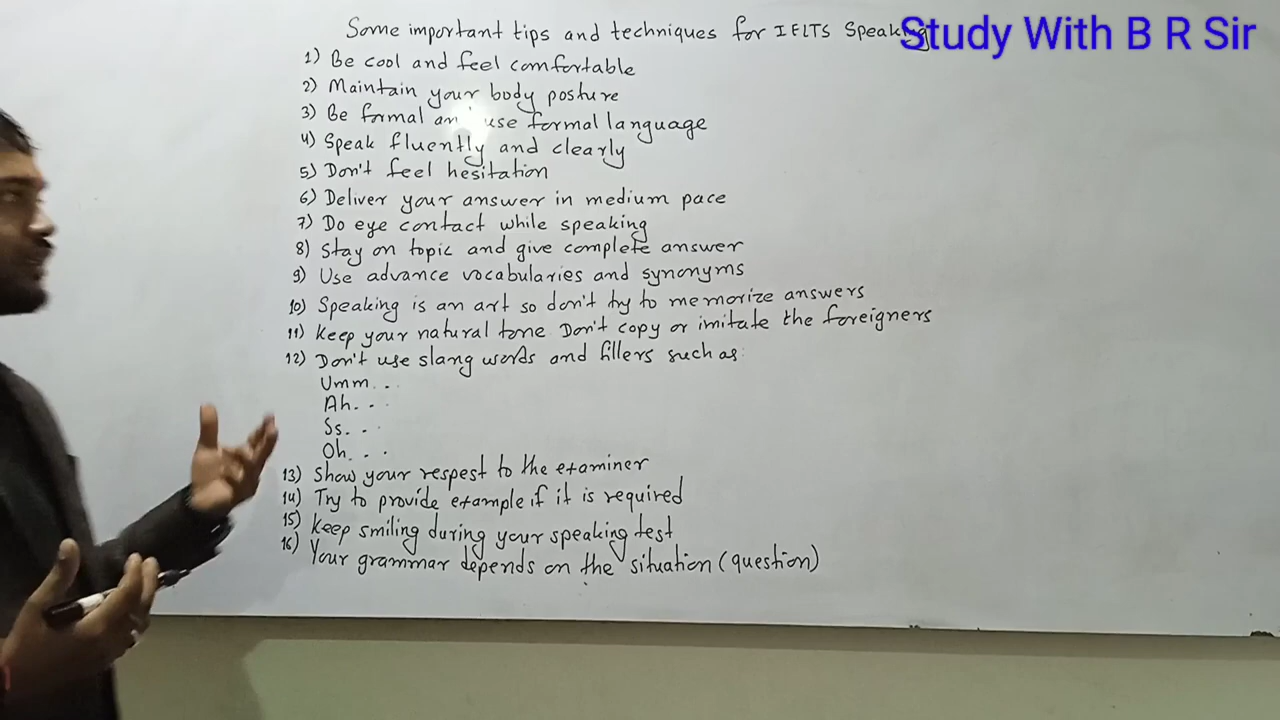 Some important tips and techniques for IELTS Speaking
Study With B R Sir
1) Be cool and feel comfortable
2) Maintain your body posture
3) Be formal and use formal language
4) Speak fluently and clearly
5) Don't feel hesitation
6) Deliver your answer in medium pace
7) Do eye contact while speaking
8) Stay on topic and give complete answer
9) Use advance vocabularies and synonyms
10) Speaking is an art so don't try to memorize answers
11) Keep your natural tone. Don't copy or imitate the foreigners
12) Don't use slang words and fillers such as:
Umm...
Ah...
Ss...
Oh...
13) Show your respest to the examiner
14) Try to provide example if it is required
15) Keep smiling during your speaking test
16) Your grammar depends on the situation (question)